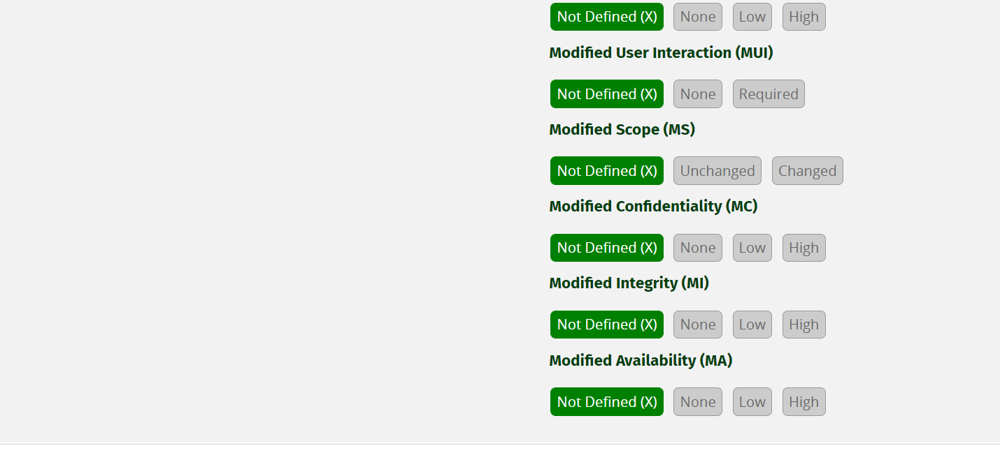 Not Defined (X) None Low High
Modified User Interaction (MUI)
Not Defined (X) None Required
Modified Scope (MS)
Not Defined (X) Unchanged Changed
Modified Confidentiality (MC)
Not Defined (X) None Low High
Modified Integrity (MI)
Not Defined (X) None Low High
Modified Availability (MA)
Not Defined (X) None Low High